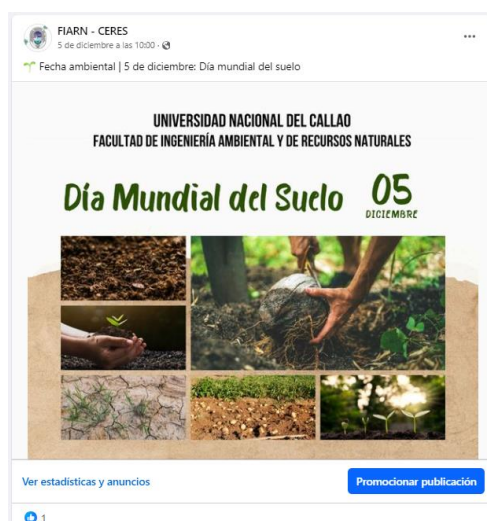 FIARN - CERES
5 de diciembre a las 10:00 ·
Fecha ambiental | 5 de diciembre: Día mundial del suelo
UNIVERSIDAD NACIONAL DEL CALLAO
FACULTAD DE INGENIERÍA AMBIENTAL Y DE RECURSOS NATURALES
Día Mundial del Suelo 05
DICIEMBRE
Ver estadísticas y anuncios
Promocionar publicación
1